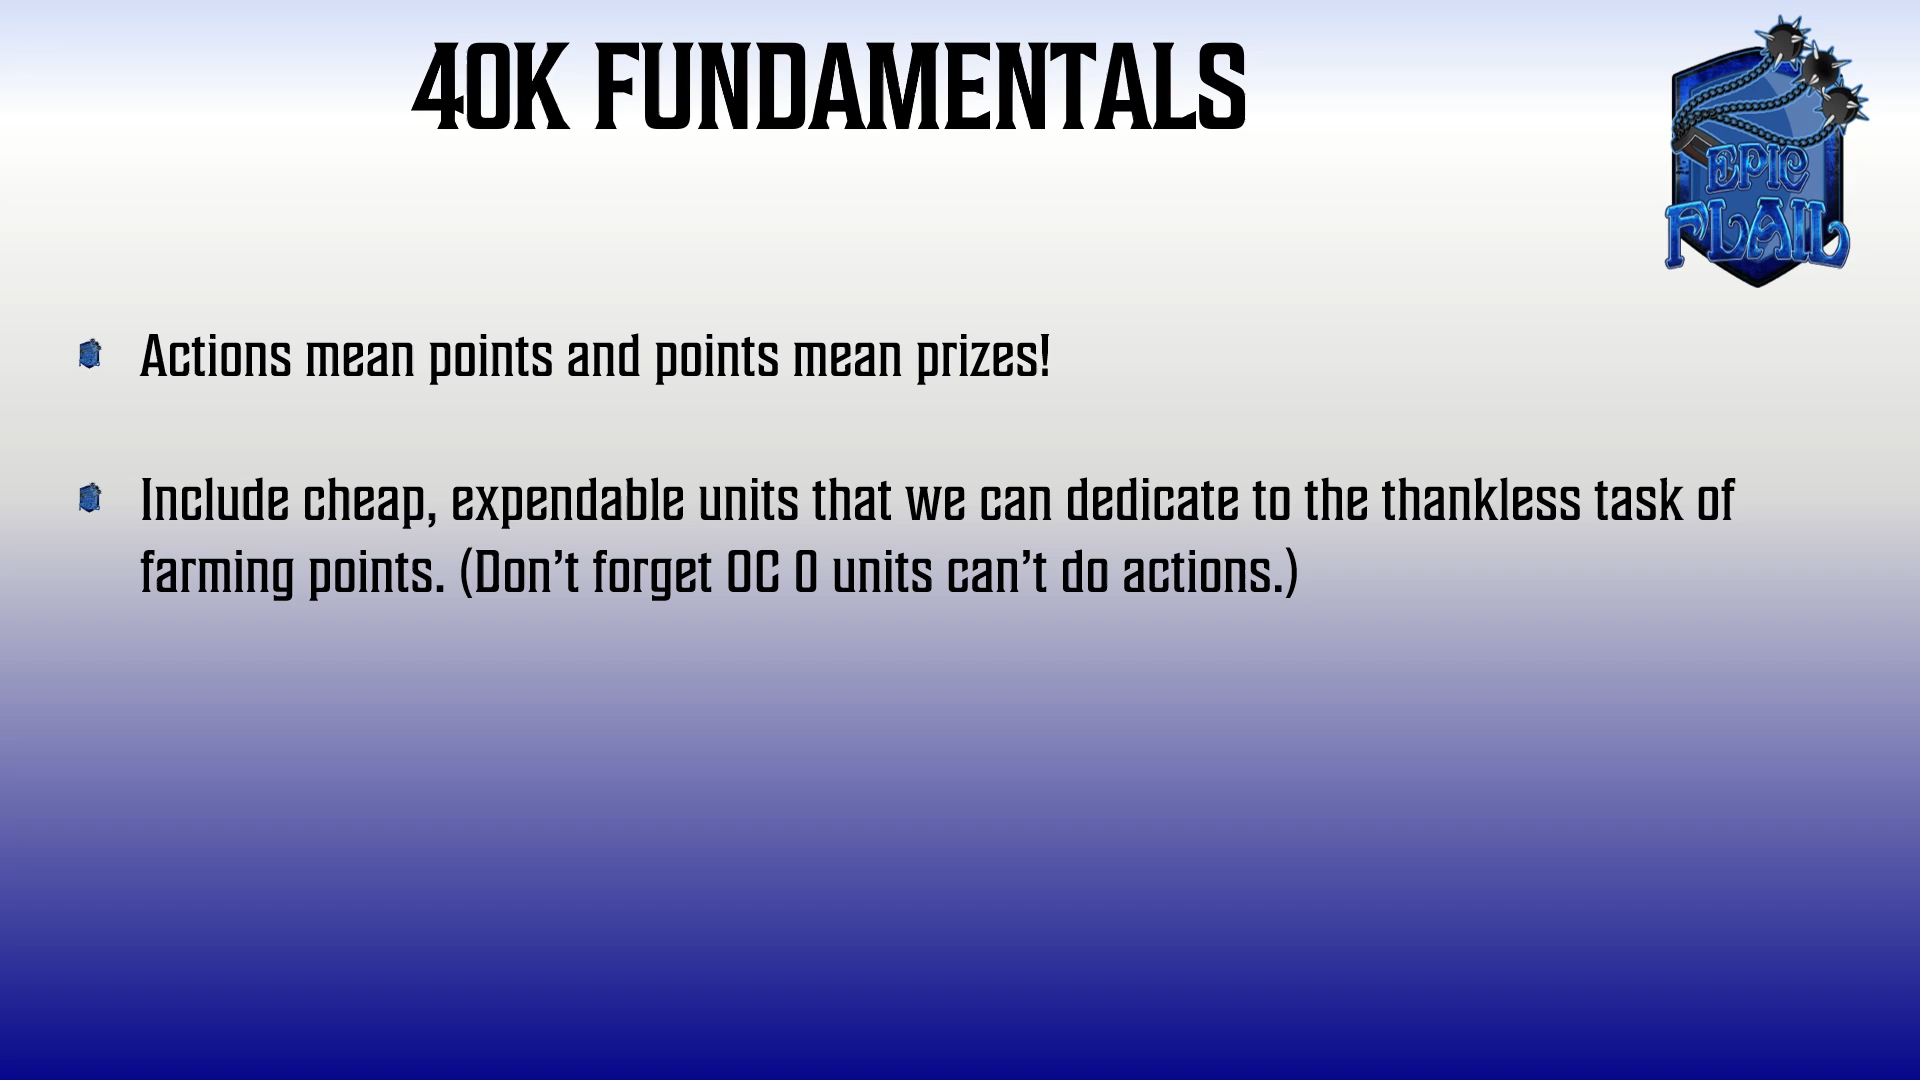 40K FUNDAMENTALS
EPIC
FLAIL
Actions mean points and points mean prizes!
Include cheap, expendable units that we can dedicate to the thankless task of
farming points. (Don’t forget OC 0 units can’t do actions.)